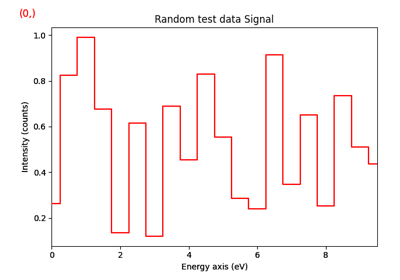 (0,)
Random test data Signal
1.0
0.8
0.6
0.4
0.2
Intensity (counts)
0 2 4 6 8
Energy axis (eV)